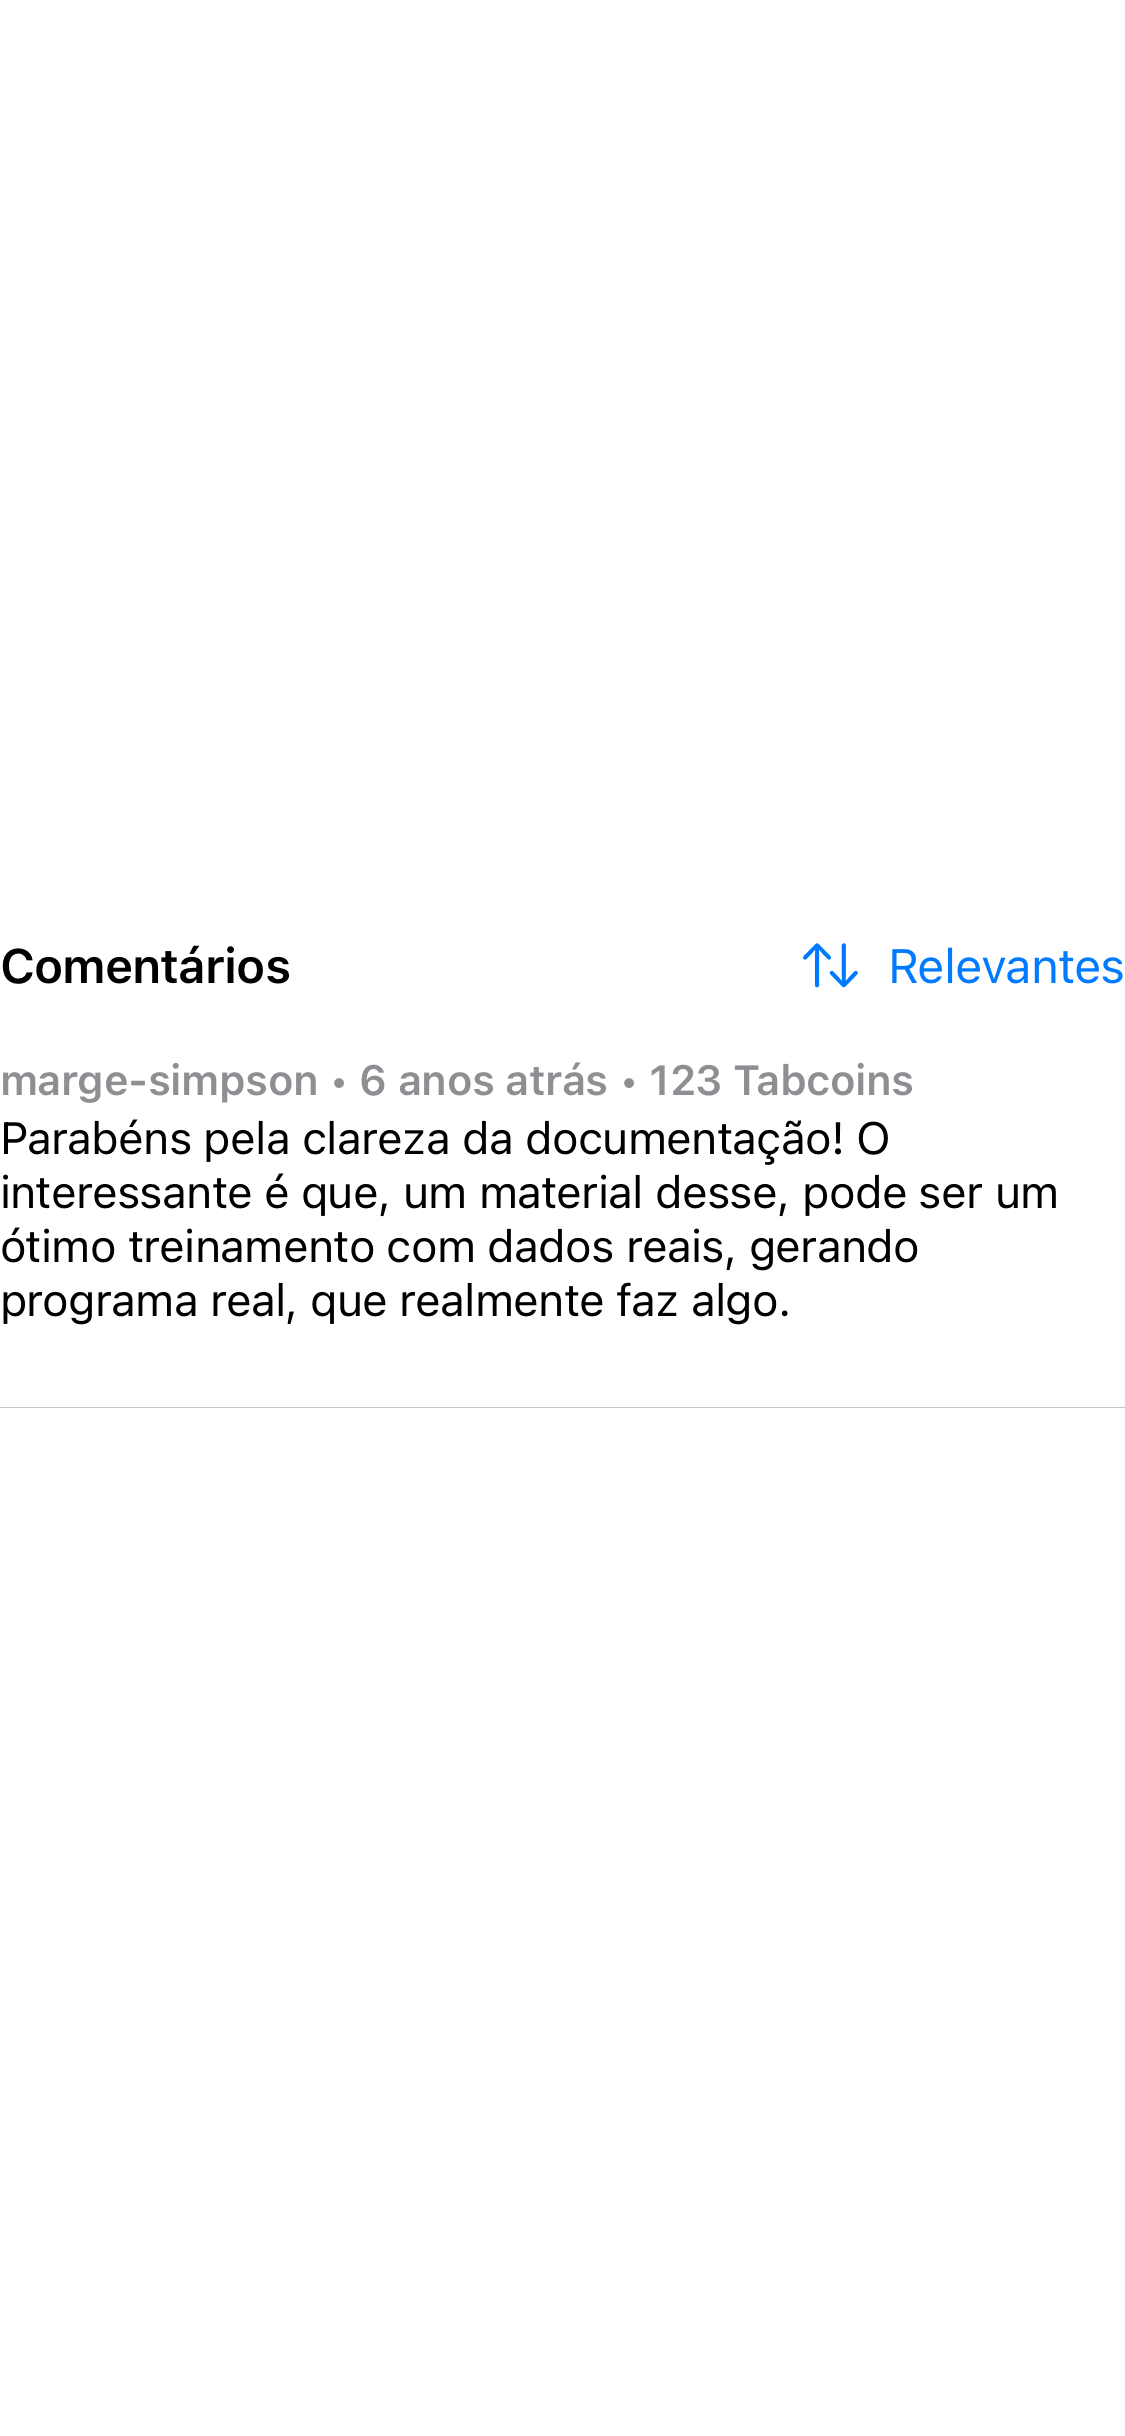 Comentários
Relevantes
marge-simpson • 6 anos atrás • 123 Tabcoins
Parabéns pela clareza da documentação! O
interessante é que, um material desse, pode ser um
ótimo treinamento com dados reais, gerando
programa real, que realmente faz algo.